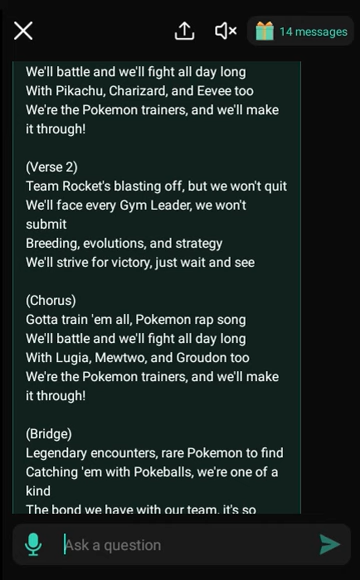 14 messages
We'll battle and we'll fight all day long
With Pikachu, Charizard, and Eevee too
We're the Pokemon trainers, and we'll make
it through!
(Verse 2)
Team Rocket's blasting off, but we won't quit
We'll face every Gym Leader, we won't
submit
Breeding, evolutions, and strategy
We'll strive for victory, just wait and see
(Chorus)
Gotta train 'em all, Pokemon rap song
We'll battle and we'll fight all day long
With Lugia, Mewtwo, and Groudon too
We're the Pokemon trainers, and we'll make
it through!
(Bridge)
Legendary encounters, rare Pokemon to find
Catching 'em with Pokeballs, we're one of a
kind
The bond we have with our team, it's so
Ask a question